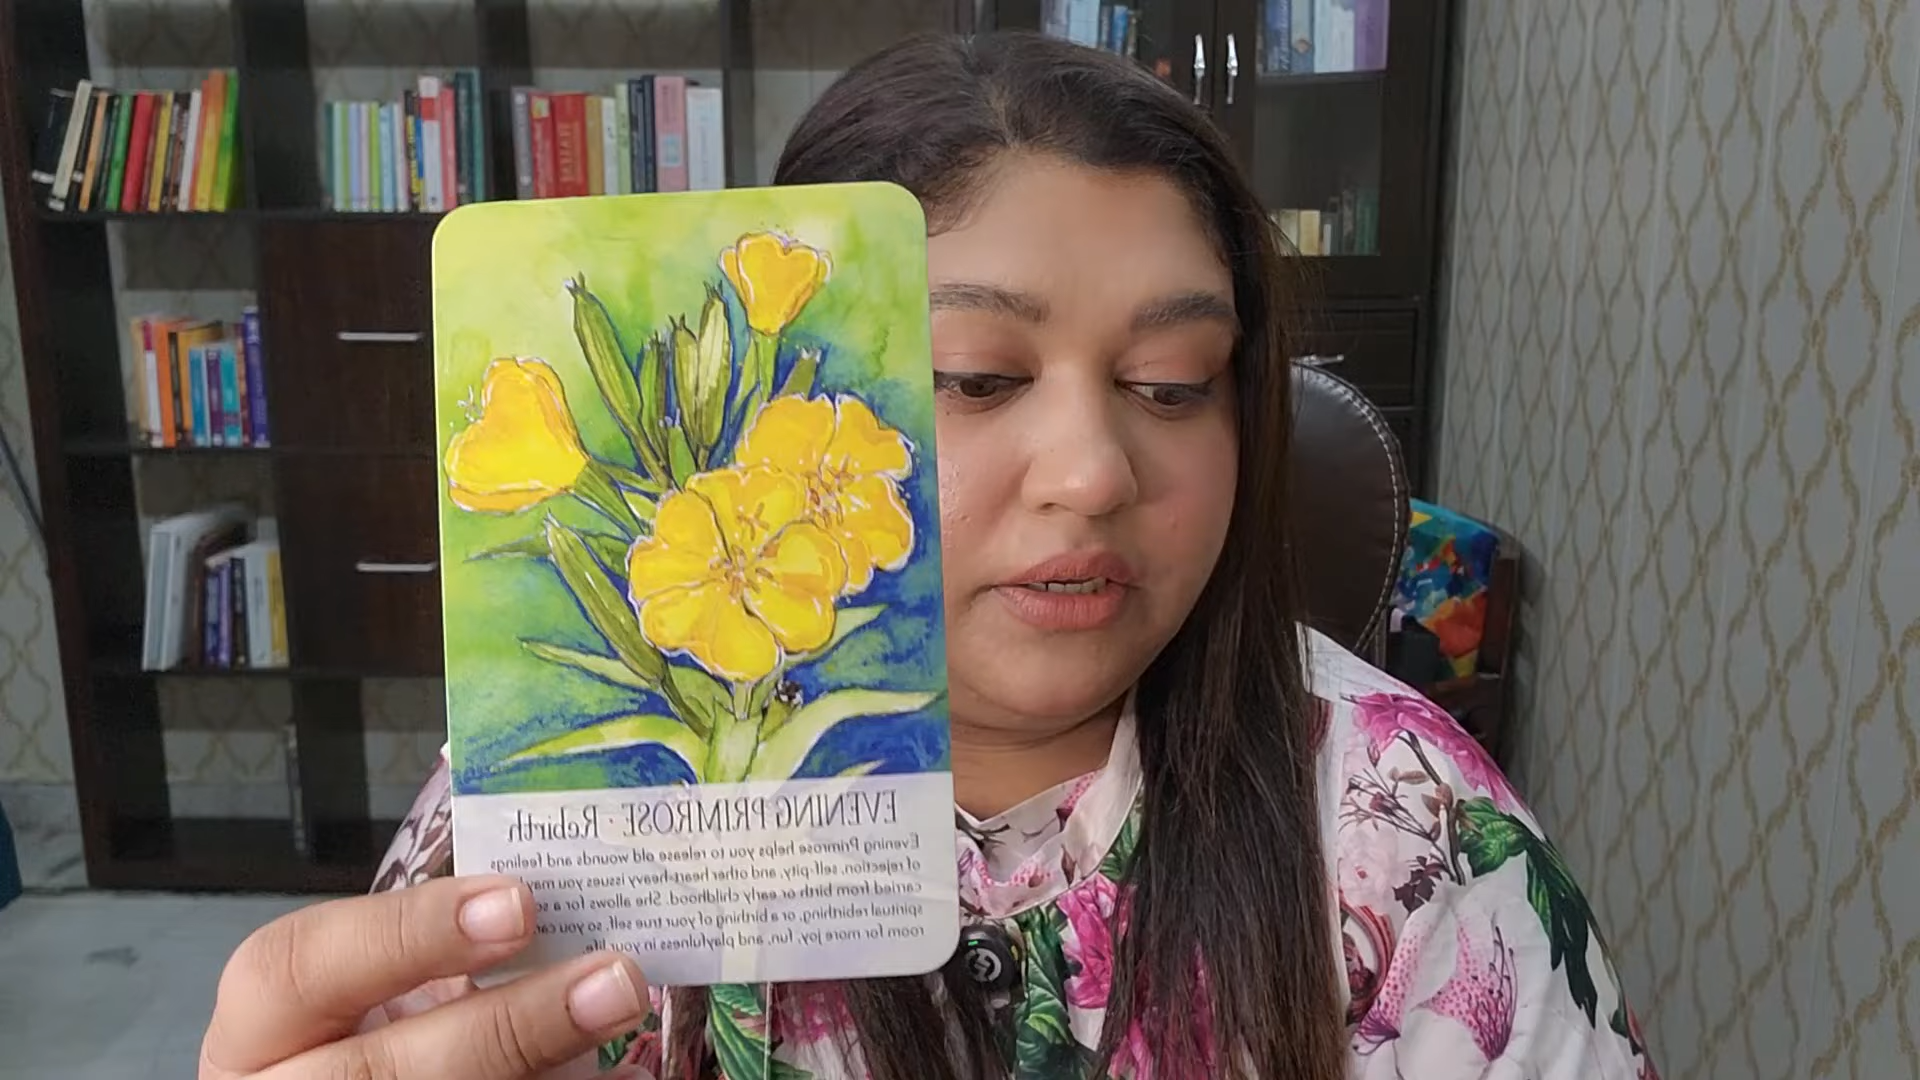 EVENING PRIMROSE · Rebirth
Evening Primrose helps you to release old wounds and feelings
of rejection, self-pity, and other heart-heavy issues you may
carried from birth or early childhood. She allows for a
spiritual rebirthing, or a birthing of your true self, so you
room for more joy, fun, and playfulness in your life.